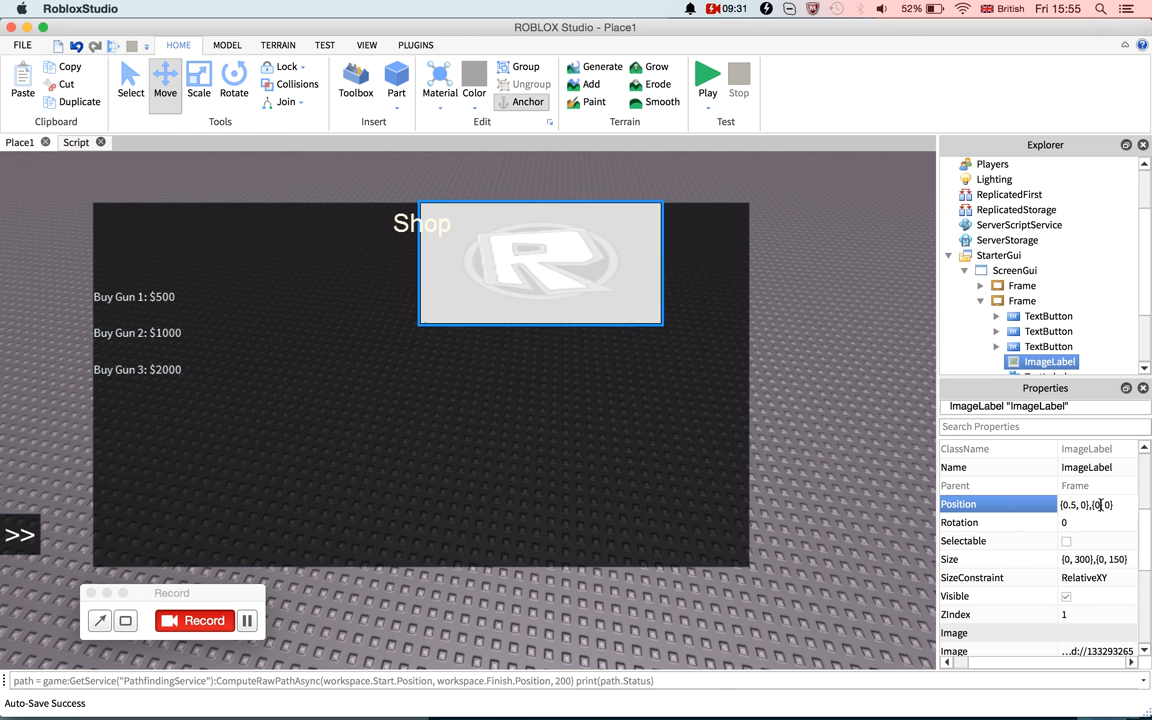 RobloxStudio
09:31
52%
British
Fri 15:55
ROBLOX Studio - Place1
FILE
HOME
MODEL
TERRAIN
TEST
VIEW
PLUGINS
Paste
Copy
Cut
Duplicate
Clipboard
Select
Move
Scale
Rotate
Lock
Collisions
Join
Tools
Toolbox
Part
Insert
Material
Color
Group
Ungroup
Anchor
Edit
Generate
Grow
Add
Erode
Paint
Smooth
Terrain
Play
Stop
Test
Place1
Script
Shop
R
Buy Gun 1: $500
Buy Gun 2: $1000
Buy Gun 3: $2000
>>
Record
Record
Explorer
Players
Lighting
ReplicatedFirst
ReplicatedStorage
ServerScriptService
ServerStorage
StarterGui
ScreenGui
Frame
Frame
TextButton
TextButton
TextButton
ImageLabel
Properties
ImageLabel "ImageLabel"
Search Properties
ClassName ImageLabel
Name ImageLabel
Parent Frame
Position {0.5, 0},{0, 0}
Rotation 0
Selectable
Size {0, 300},{0, 150}
SizeConstraint RelativeXY
Visible
ZIndex 1
Image
Image ...d://133293265
path = game:GetService("PathfindingService"):ComputeRawPathAsync(workspace.Start.Position, workspace.Finish.Position, 200) print(path.Status)
Auto-Save Success